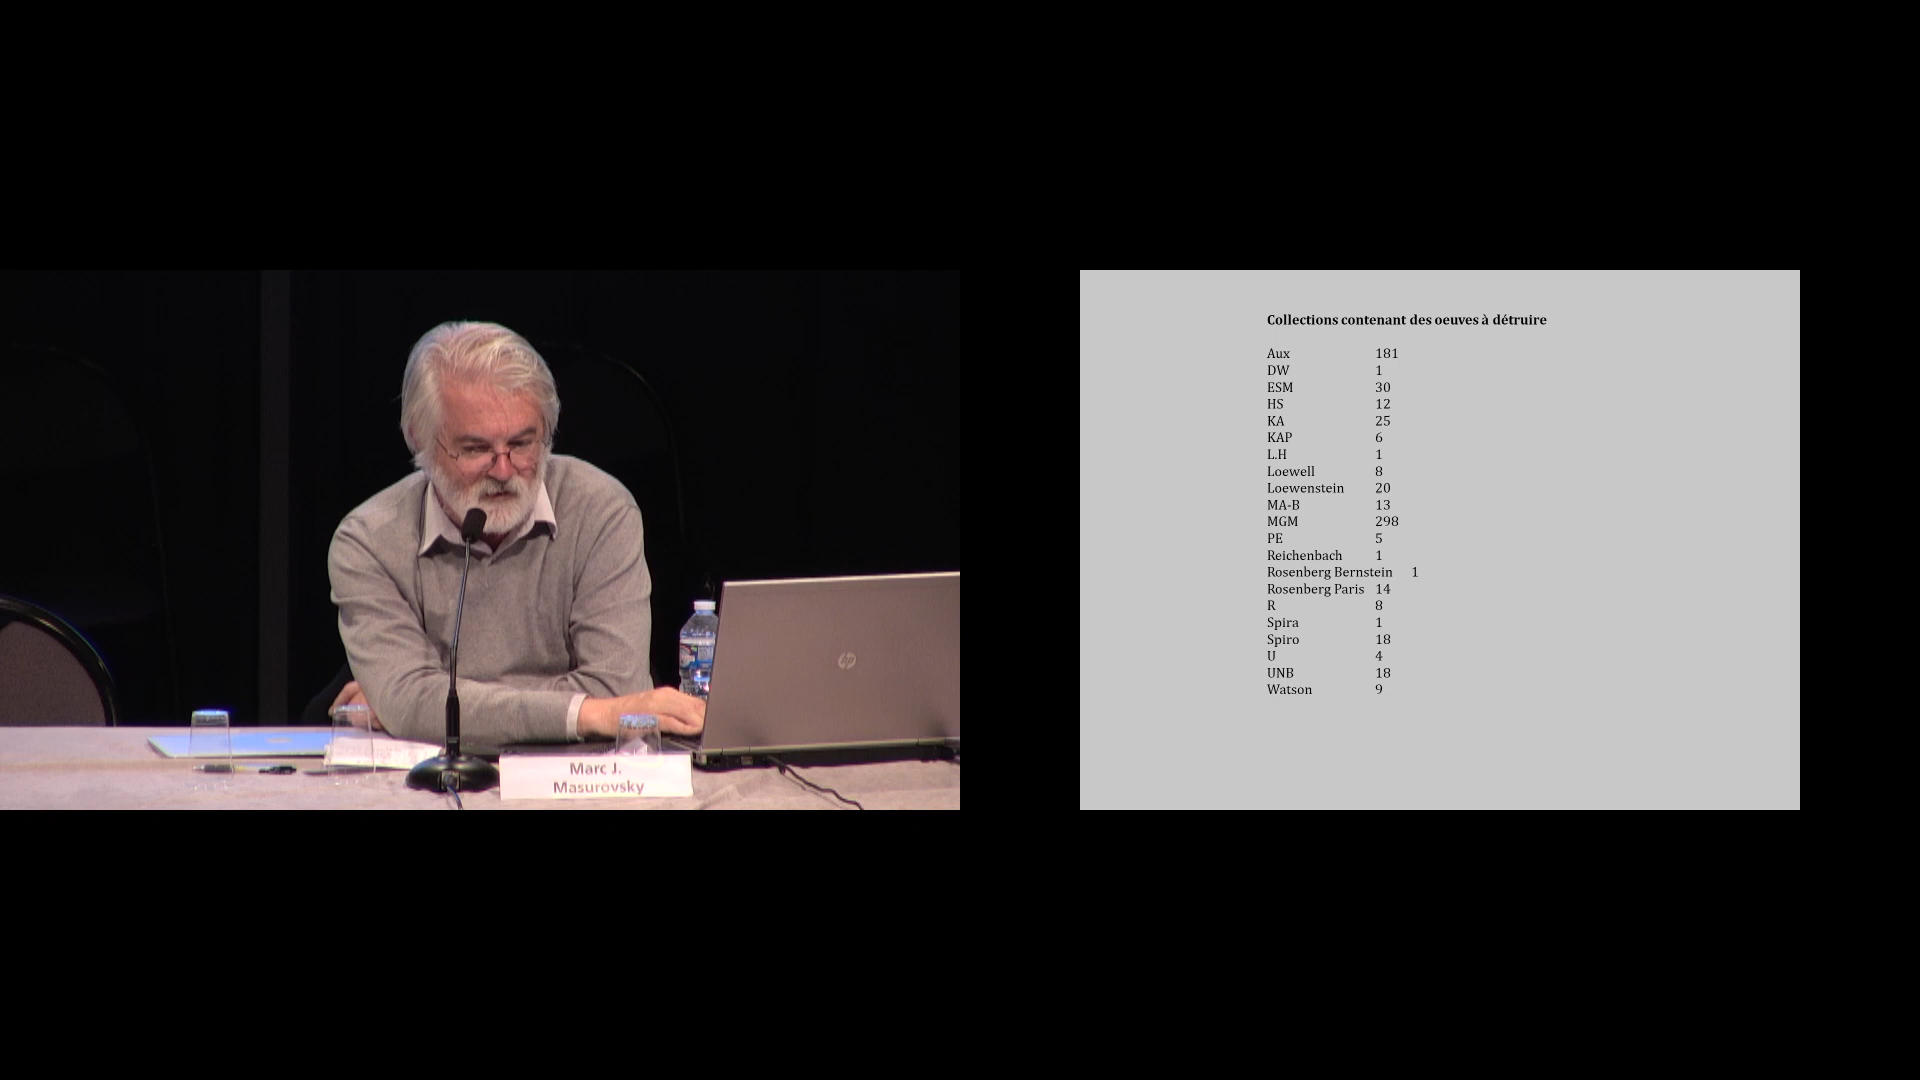 Marc J.
Masurovsky
hp
Collections contenant des oeuves à détruire
Aux 181
DW 1
ESM 30
HS 12
KA 25
KAP 6
L.H 1
Loewell 8
Loewenstein 20
MA-B 13
MGM 298
PE 5
Reichenbach 1
Rosenberg Bernstein 1
Rosenberg Paris 14
R 8
Spira 1
Spiro 18
U 4
UNB 18
Watson 9